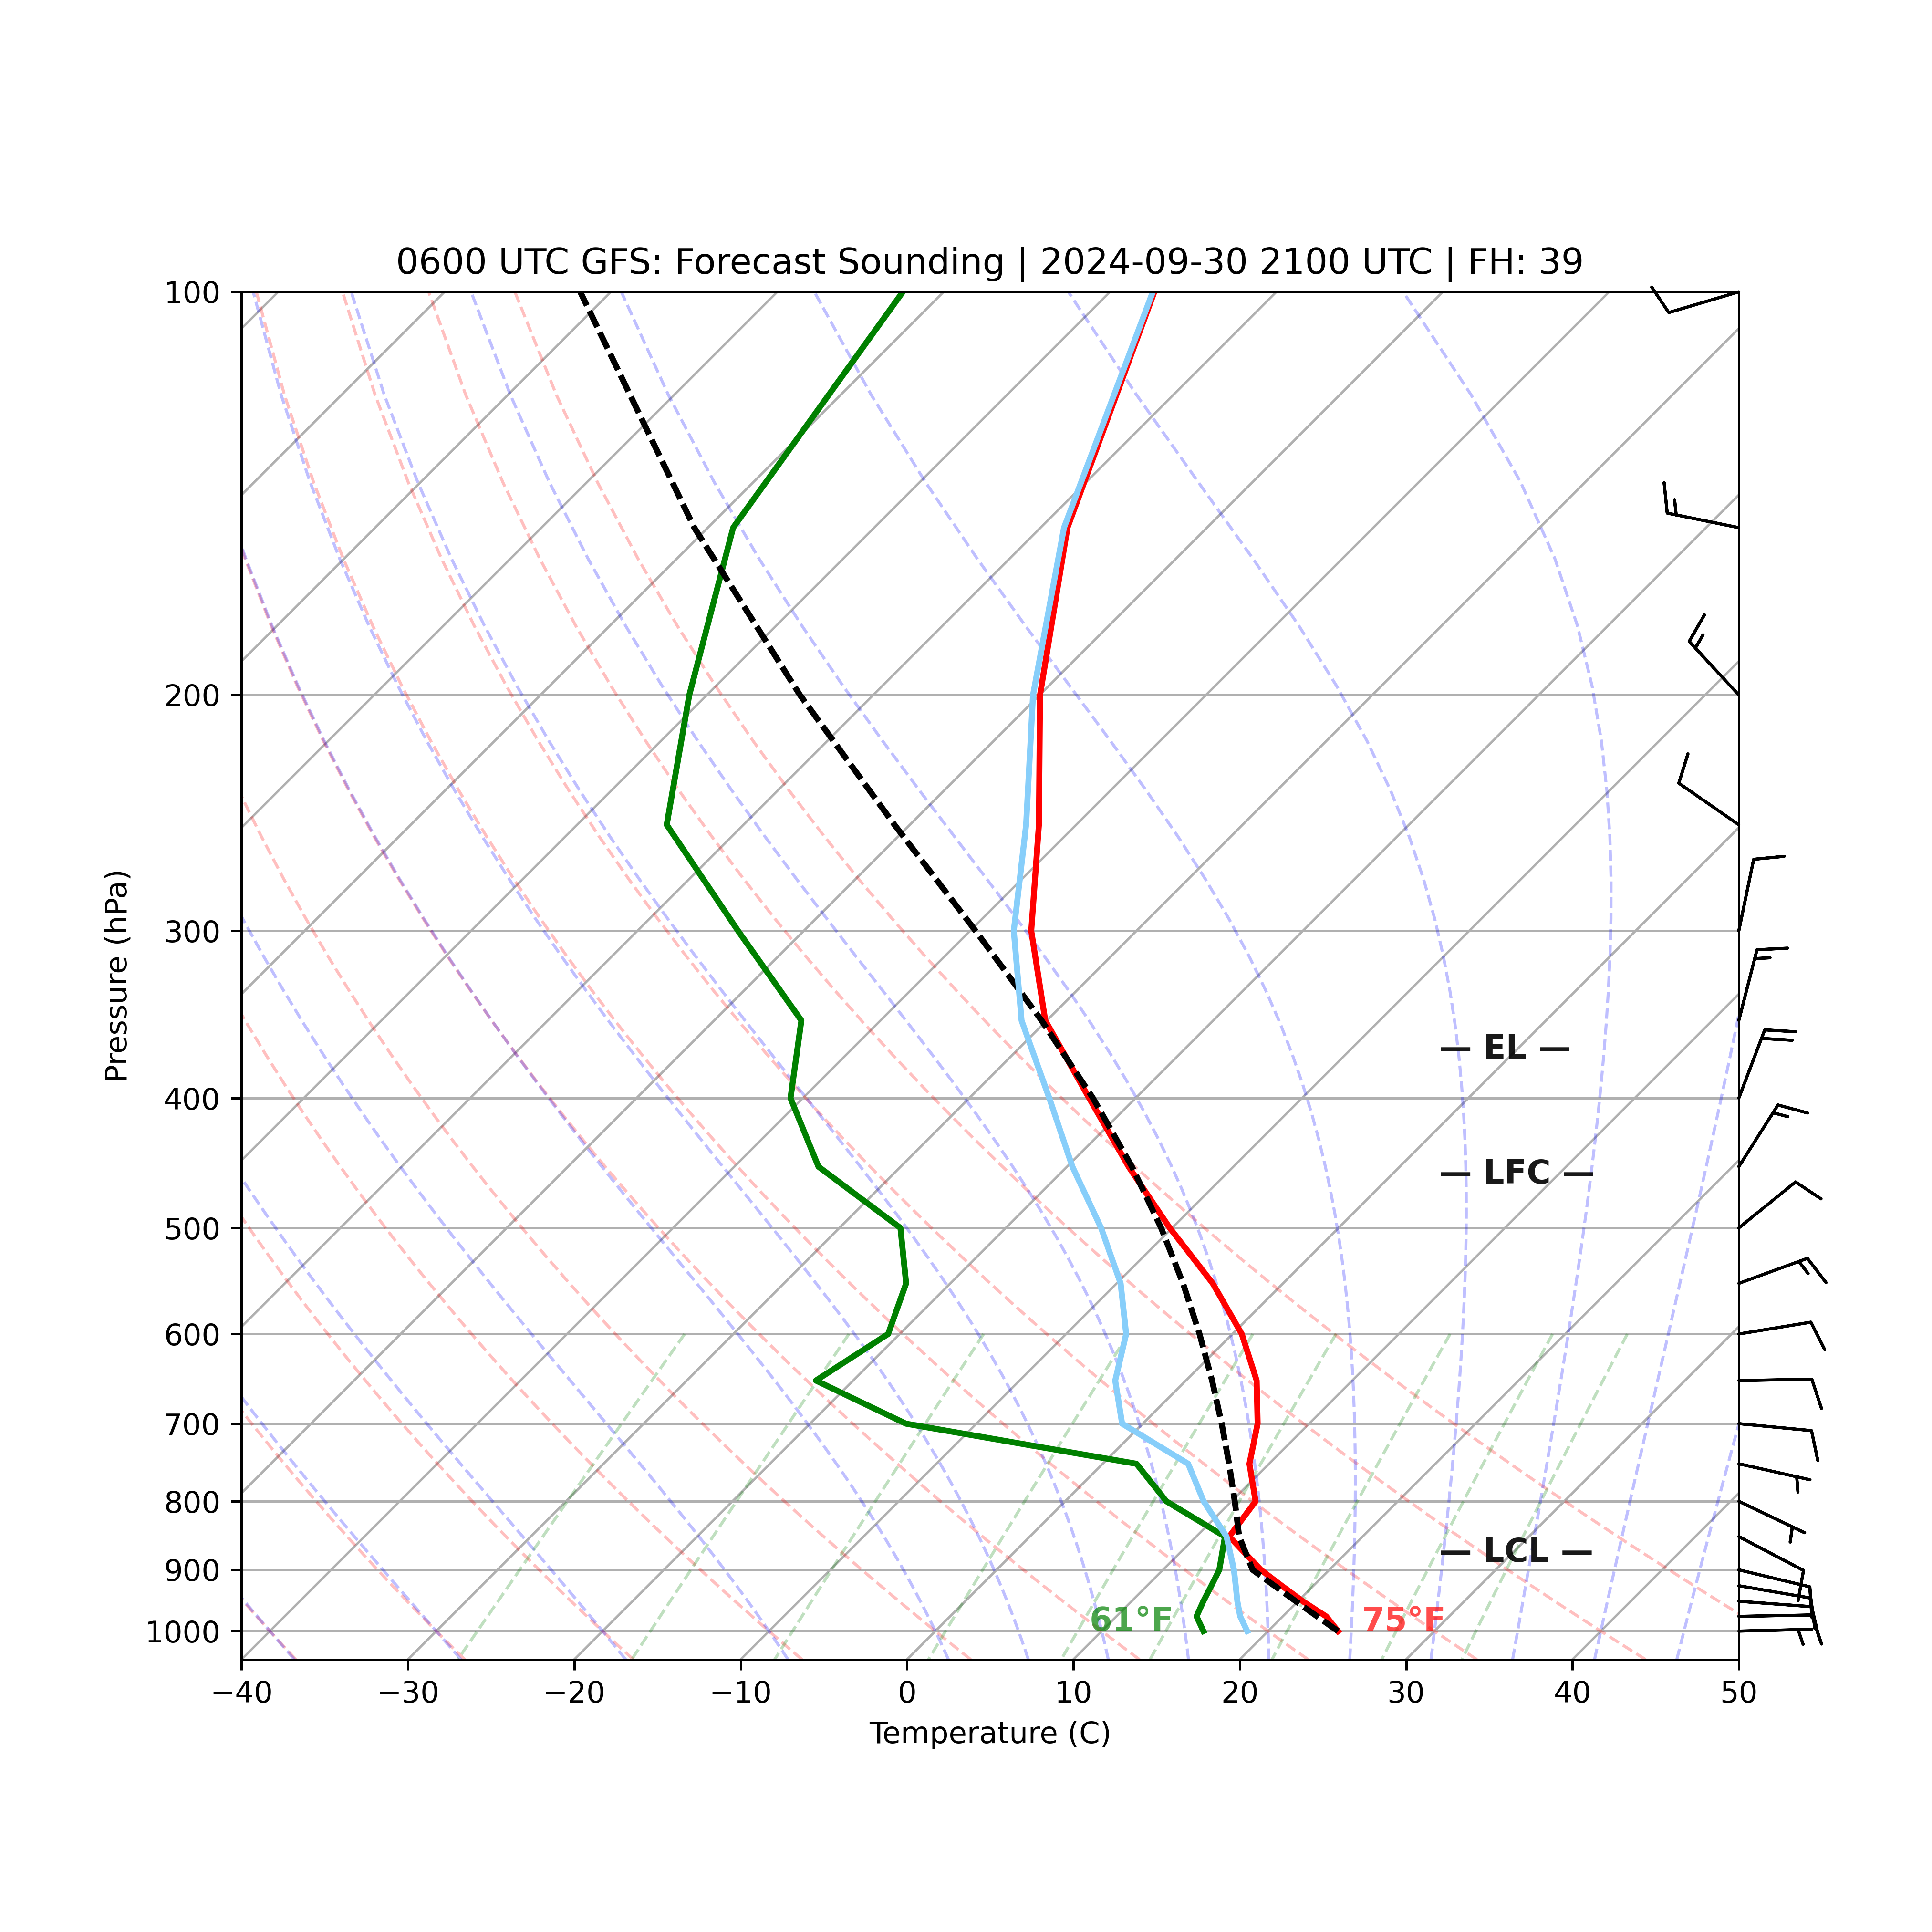 0600 UTC GFS: Forecast Sounding | 2024-09-30 2100 UTC | FH: 39
100
200
300
400
500
600
700
800
900
1000
Pressure (hPa)
— EL —
— LFC —
— LCL —
61°F
75°F
−40
−30
−20
−10
0
10
20
30
40
50
Temperature (C)